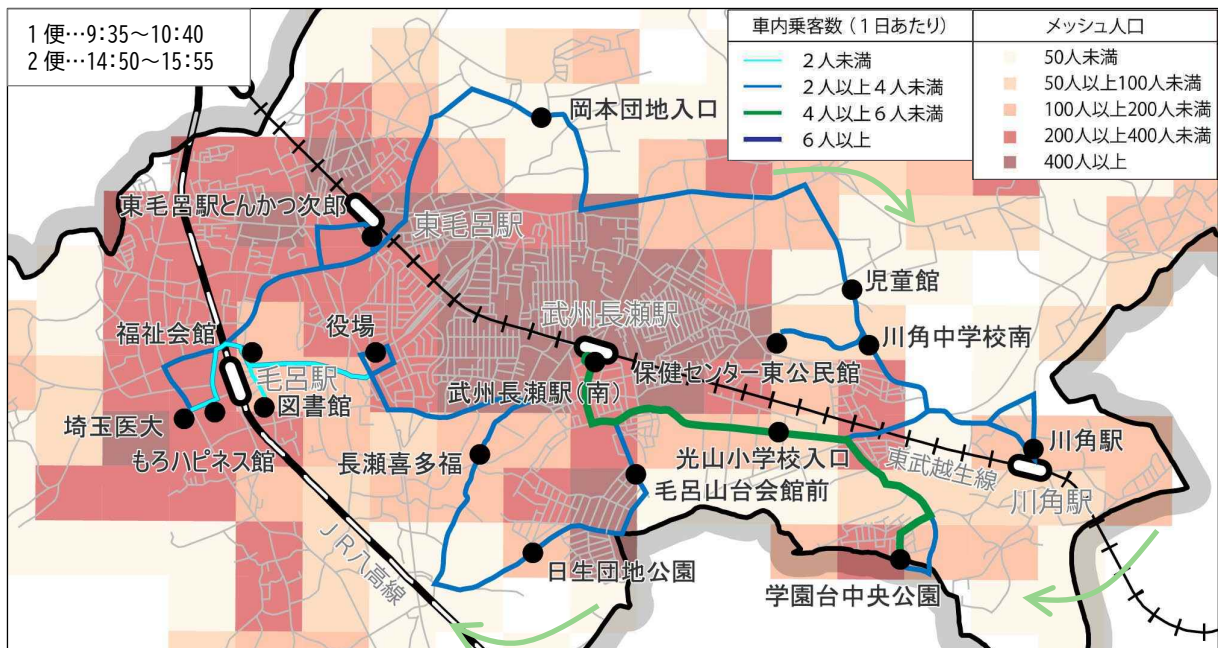 1便…9:35～10:40
2便…14:50～15:55
車内乗客数(1日あたり)
2人未満
2人以上4人未満
4人以上6人未満
6人以上
メッシュ人口
50人未満
50人以上100人未満
100人以上200人未満
200人以上400人未満
400人以上
岡本団地入口
東毛呂駅とんかつ次郎
東毛呂駅
児童館
武州長瀬駅
福祉会館
役場
川角中学校南
毛呂駅
武州長瀬駅(南)
保健センター東公民館
図書館
埼玉医大
もろハピネス館
長瀬喜多福
光山小学校入口
東武越生線
川角駅
川角駅
毛呂山台会館前
JR八高線
日生団地公園
学園台中央公園